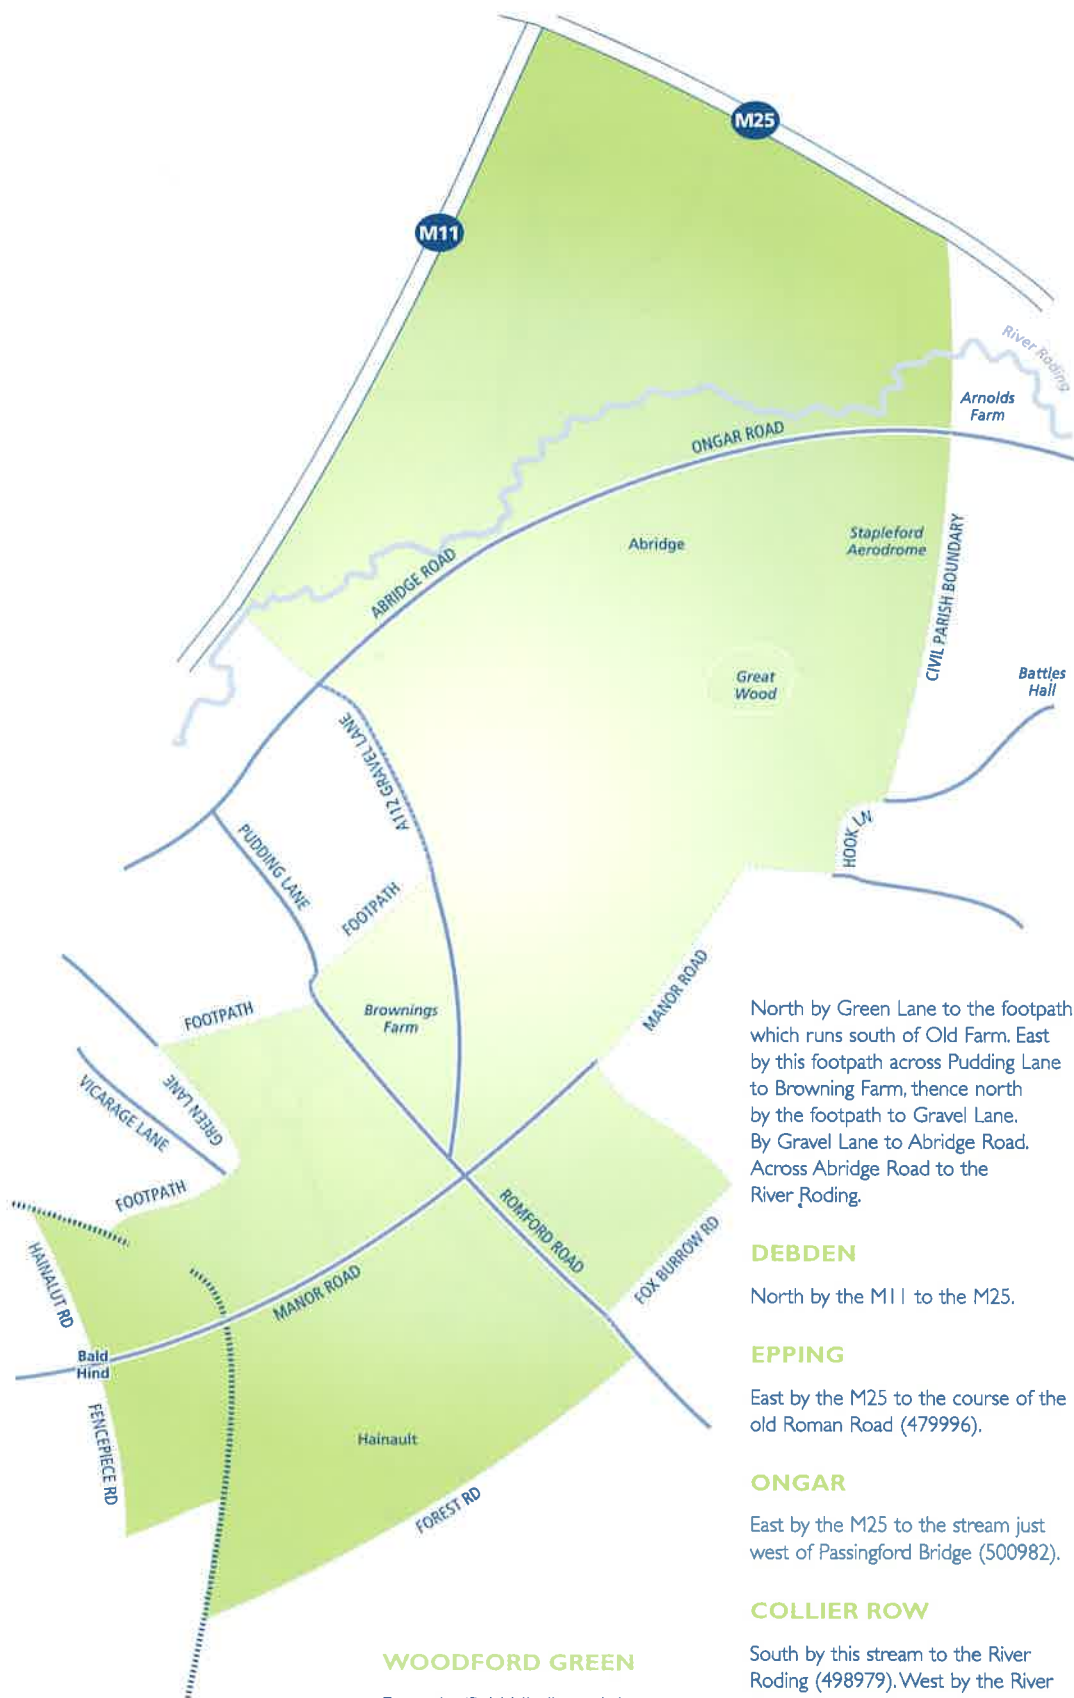 M25
M11
River Roding
Arnolds
Farm
ONGAR ROAD
Abridge
Stapleford
Aerodrome
ABRIDGE ROAD
CIVIL PARISH BOUNDARY
Great
Wood
Battles
Hall
A112 GRAVEL LANE
HOOK LN
PUDDING LANE
FOOTPATH
MANOR ROAD
Brownings
Farm
FOOTPATH
GREEN LANE
VICARAGE LANE
FOOTPATH
ROMFORD ROAD
FOX BURROW RD
HAINALUT RD
MANOR ROAD
Bald
Hind
FENCEPIECE RD
Hainault
FOREST RD
North by Green Lane to the footpath
which runs south of Old Farm. East
by this footpath across Pudding Lane
to Browning Farm, thence north
by the footpath to Gravel Lane.
By Gravel Lane to Abridge Road.
Across Abridge Road to the
River Roding.
DEBDEN
North by the M11 to the M25.
EPPING
East by the M25 to the course of the
old Roman Road (479996).
ONGAR
East by the M25 to the stream just
west of Passingford Bridge (500982).
COLLIER ROW
South by this stream to the River
Roding (498979). West by the River
WOODFORD GREEN